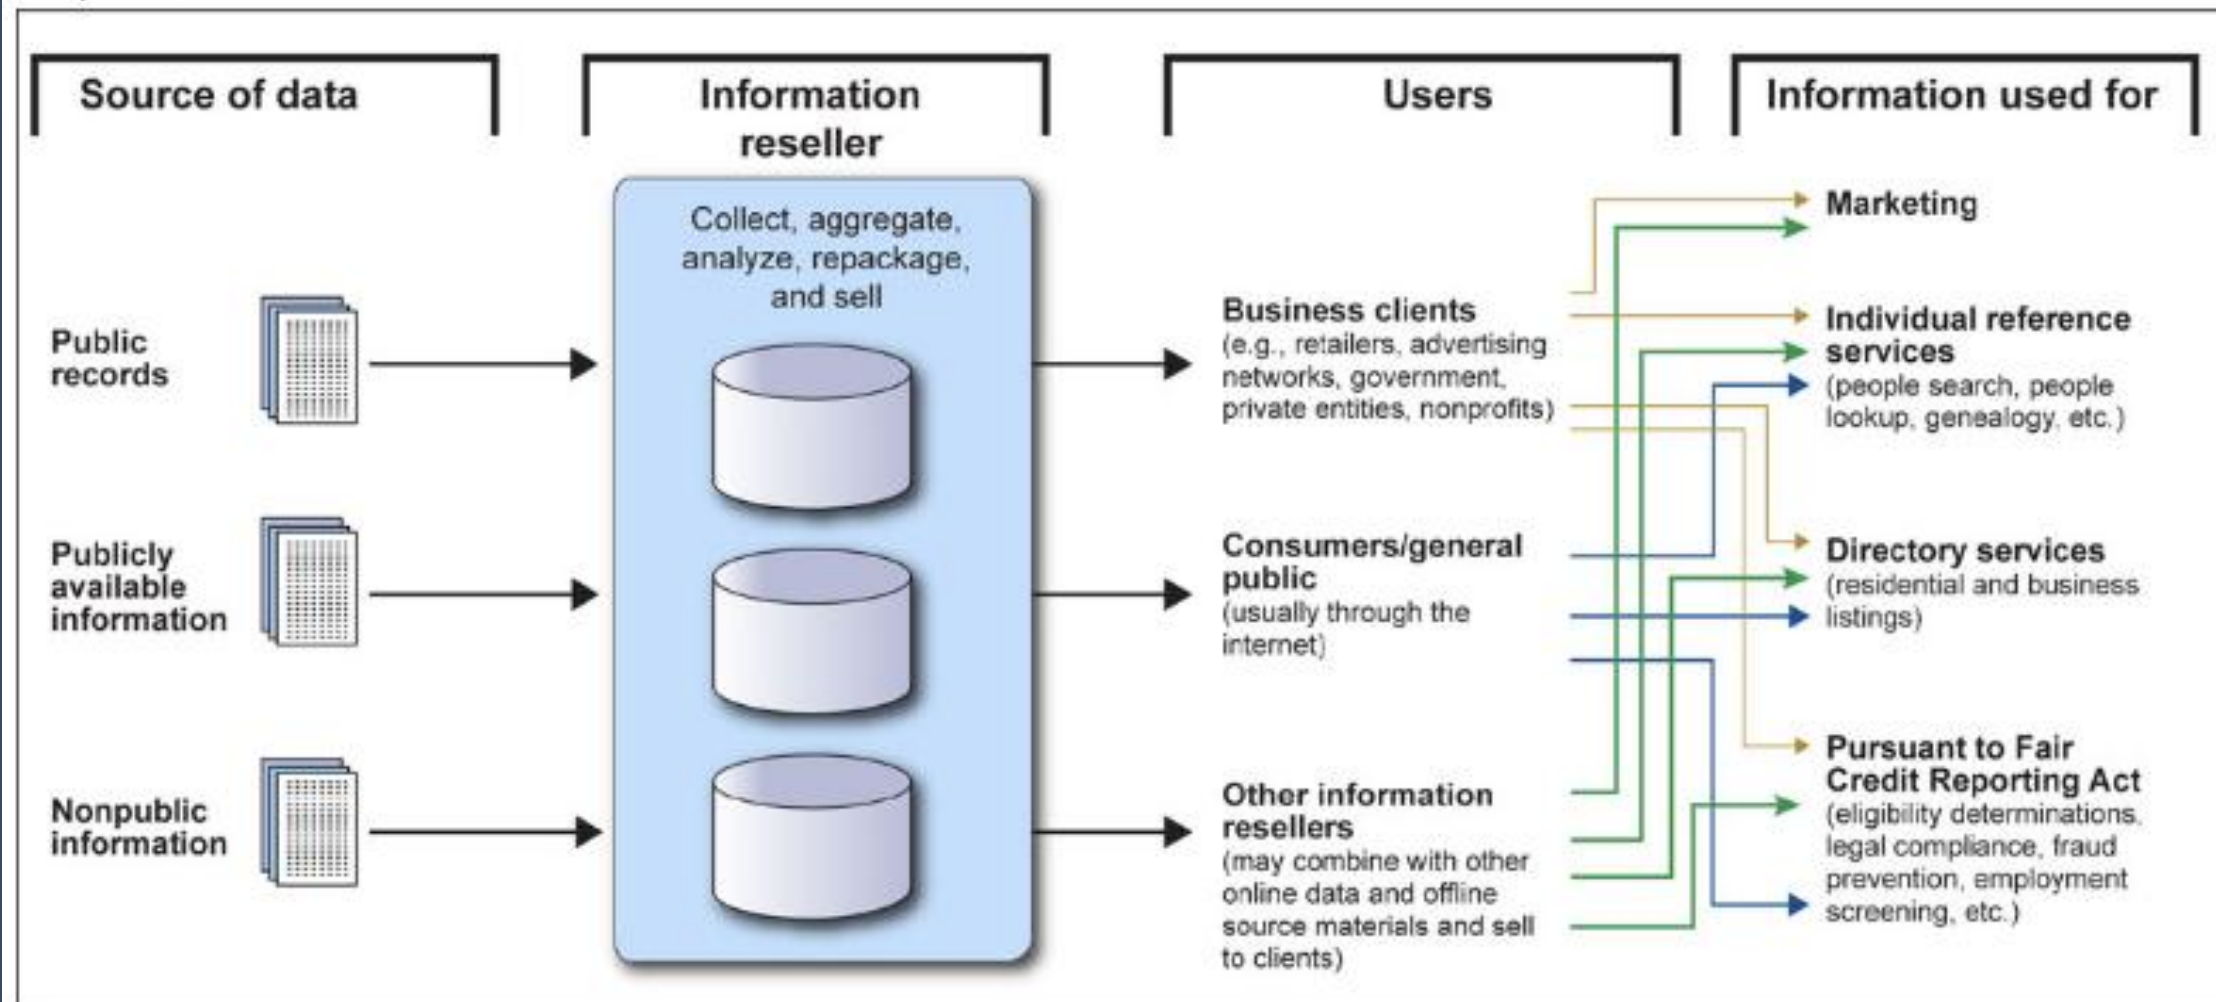 Source of data
Information
reseller
Users
Information used for
Collect, aggregate,
analyze, repackage,
and sell
Public
records
Publicly
available
information
Nonpublic
information
Business clients
(e.g., retailers, advertising
networks, government,
private entities, nonprofits)
Consumers/general
public
(usually through the
internet)
Other information
resellers
(may combine with other
online data and offline
source materials and sell
to clients)
Marketing
Individual reference
services
(people search, people
lookup, genealogy, etc.)
Directory services
(residential and business
listings)
Pursuant to Fair
Credit Reporting Act
(eligibility determinations,
legal compliance, fraud
prevention, employment
screening, etc.)